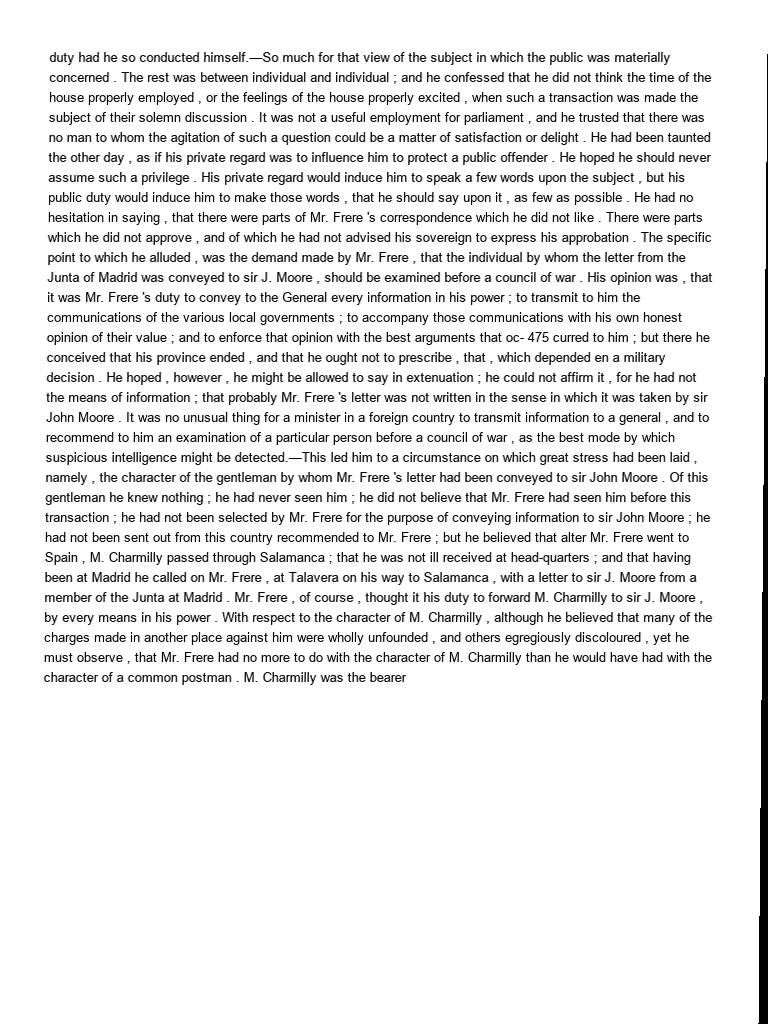 duty had he so conducted himself.—So much for that view of the subject in which the public was materially
concerned . The rest was between individual and individual ; and he confessed that he did not think the time of the
house properly employed , or the feelings of the house properly excited , when such a transaction was made the
subject of their solemn discussion . It was not a useful employment for parliament , and he trusted that there was
no man to whom the agitation of such a question could be a matter of satisfaction or delight . He had been taunted
the other day , as if his private regard was to influence him to protect a public offender . He hoped he should never
assume such a privilege . His private regard would induce him to speak a few words upon the subject , but his
public duty would induce him to make those words , that he should say upon it , as few as possible . He had no
hesitation in saying , that there were parts of Mr. Frere 's correspondence which he did not like . There were parts
which he did not approve , and of which he had not advised his sovereign to express his approbation . The specific
point to which he alluded , was the demand made by Mr. Frere , that the individual by whom the letter from the
Junta of Madrid was conveyed to sir J. Moore , should be examined before a council of war . His opinion was , that
it was Mr. Frere 's duty to convey to the General every information in his power ; to transmit to him the
communications of the various local governments ; to accompany those communications with his own honest
opinion of their value ; and to enforce that opinion with the best arguments that oc- 475 curred to him ; but there he
conceived that his province ended , and that he ought not to prescribe , that , which depended en a military
decision . He hoped , however , he might be allowed to say in extenuation ; he could not affirm it , for he had not
the means of information ; that probably Mr. Frere 's letter was not written in the sense in which it was taken by sir
John Moore . It was no unusual thing for a minister in a foreign country to transmit information to a general , and to
recommend to him an examination of a particular person before a council of war , as the best mode by which
suspicious intelligence might be detected.—This led him to a circumstance on which great stress had been laid ,
namely , the character of the gentleman by whom Mr. Frere 's letter had been conveyed to sir John Moore . Of this
gentleman he knew nothing ; he had never seen him ; he did not believe that Mr. Frere had seen him before this
transaction ; he had not been selected by Mr. Frere for the purpose of conveying information to sir John Moore ; he
had not been sent out from this country recommended to Mr. Frere ; but he believed that alter Mr. Frere went to
Spain , M. Charmilly passed through Salamanca ; that he was not ill received at head-quarters ; and that having
been at Madrid he called on Mr. Frere , at Talavera on his way to Salamanca , with a letter to sir J. Moore from a
member of the Junta at Madrid . Mr. Frere , of course , thought it his duty to forward M. Charmilly to sir J. Moore ,
by every means in his power . With respect to the character of M. Charmilly , although he believed that many of the
charges made in another place against him were wholly unfounded , and others egregiously discoloured , yet he
must observe , that Mr. Frere had no more to do with the character of M. Charmilly than he would have had with the
character of a common postman . M. Charmilly was the bearer